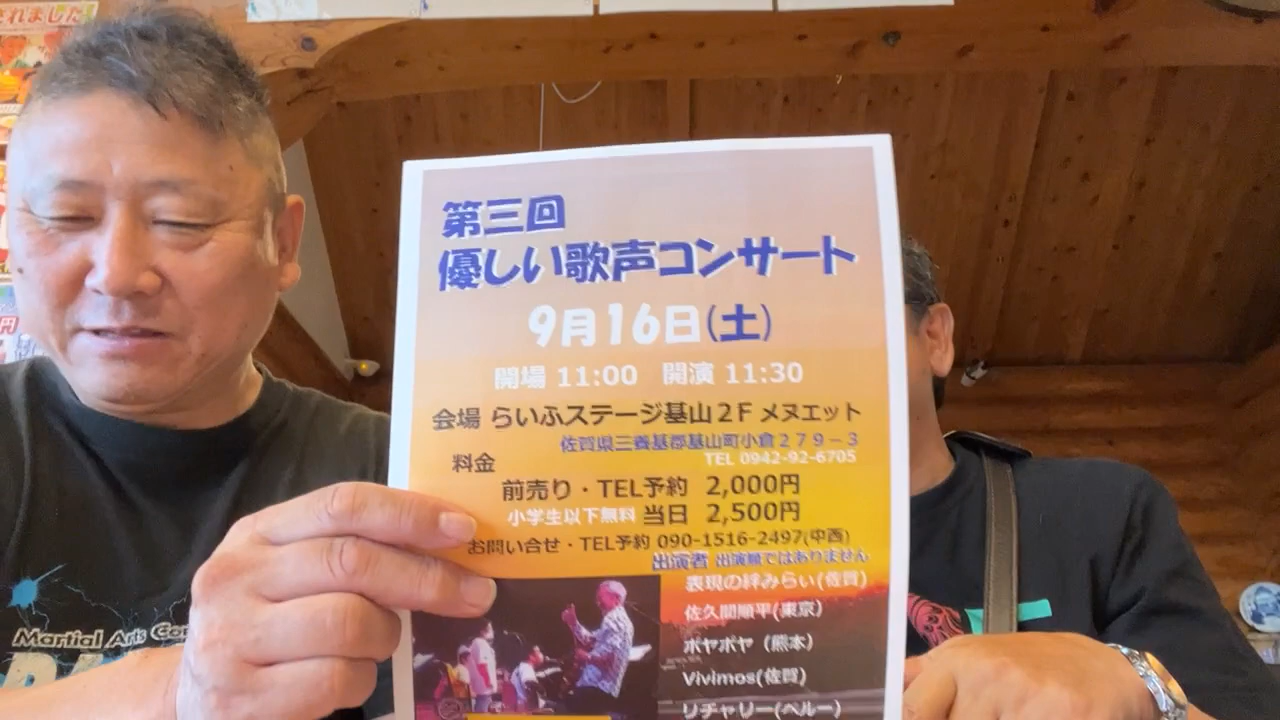 されました!
第三回
優しい歌声コンサート
9月16日(土)
開場 11:00 開演 11:30
会場 らいふステージ基山2F メヌエット
佐賀県三養基郡基山町小倉279-3
TEL 0942-92-6705
料金
前売り・TEL予約 2,000円
小学生以下無料 当日 2,500円
お問い合せ・TEL予約 090-1516-2497(中西)
出演者 出演順ではありません
表現の絆みらい(佐賀)
佐久間順平(東京)
ボヤボヤ (熊本)
Vivimos(佐賀)
リチャリー(ペルー)
Martial Arts